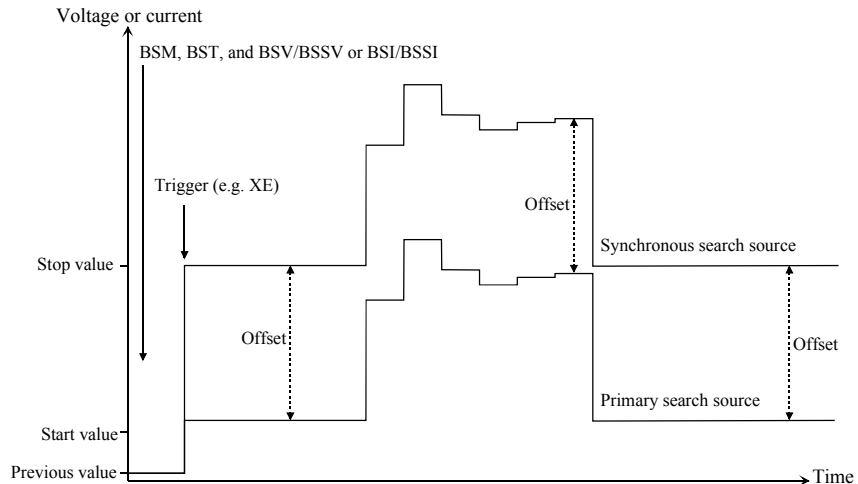 Voltage or current
BSM, BST, and BSV/BSSV or BSI/BSSI
Trigger (e.g. XE)
Offset
Synchronous search source
Stop value
Offset
Offset
Primary search source
Start value
Previous value
Time